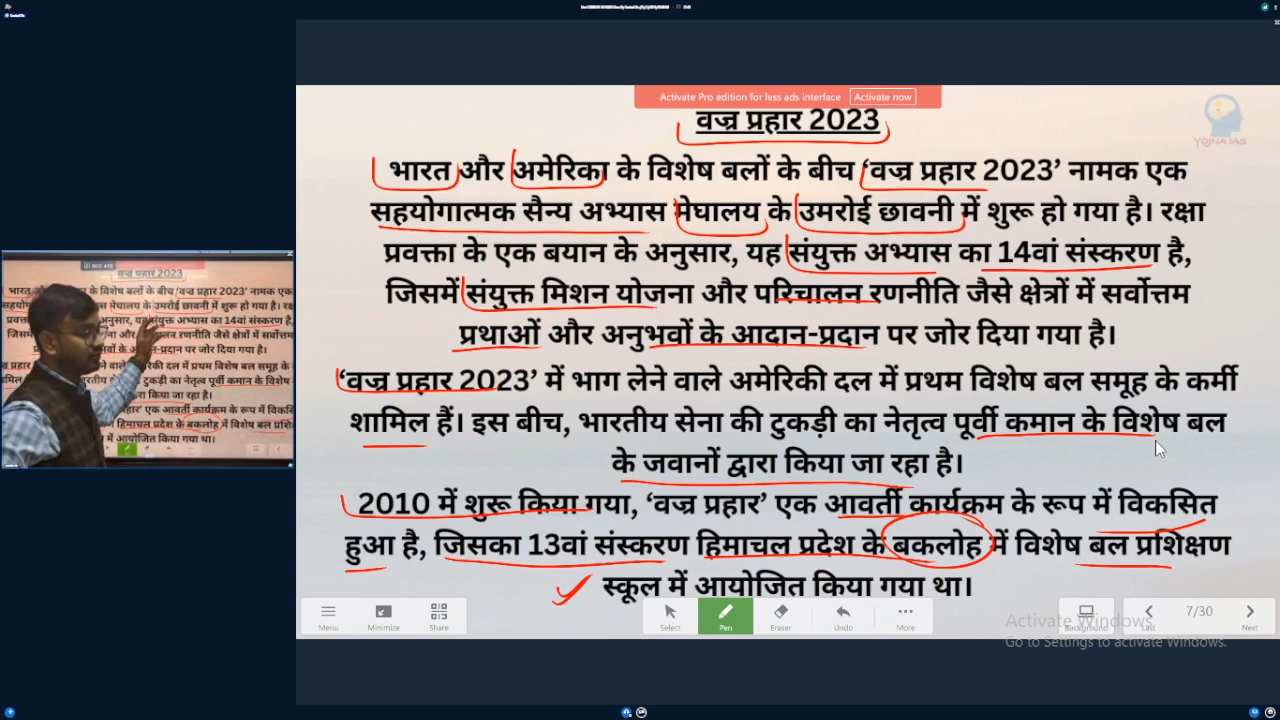 Activate Pro edition for less ads interface Activate now
वज्र प्रहार 2023
YOJNA IAS
भारत और अमेरिका के विशेष बलों के बीच ‘वज्र प्रहार 2023’ नामक एक
सहयोगात्मक सैन्य अभ्यास मेघालय के उमरोई छावनी में शुरू हो गया है। रक्षा
प्रवक्ता के एक बयान के अनुसार, यह संयुक्त अभ्यास का 14वां संस्करण है,
जिसमें संयुक्त मिशन योजना और परिचालन रणनीति जैसे क्षेत्रों में सर्वोत्तम
प्रथाओं और अनुभवों के आदान-प्रदान पर जोर दिया गया है।
‘वज्र प्रहार 2023’ में भाग लेने वाले अमेरिकी दल में प्रथम विशेष बल समूह के कर्मी
शामिल हैं। इस बीच, भारतीय सेना की टुकड़ी का नेतृत्व पूर्वी कमान के विशेष बल
के जवानों द्वारा किया जा रहा है।
2010 में शुरू किया गया, ‘वज्र प्रहार’ एक आवर्ती कार्यक्रम के रूप में विकसित
हुआ है, जिसका 13वां संस्करण हिमाचल प्रदेश के बकलोह में विशेष बल प्रशिक्षण
स्कूल में आयोजित किया गया था।
Menu Minimize Share Select Pen Eraser Undo More Background Last 7/30 Next
Activate Windows
Go to Settings to activate Windows.